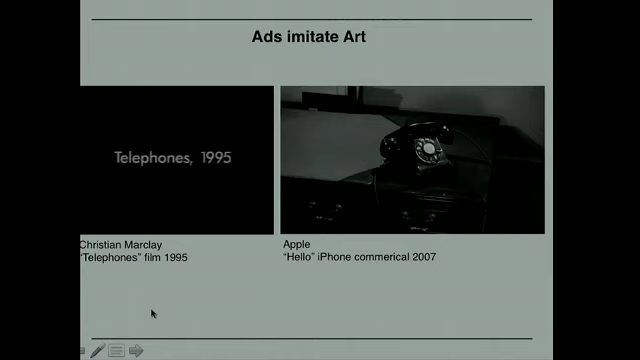 Ads imitate Art
Telephones, 1995
Christian Marclay
"Telephones" film 1995
Apple
"Hello" iPhone commerical 2007